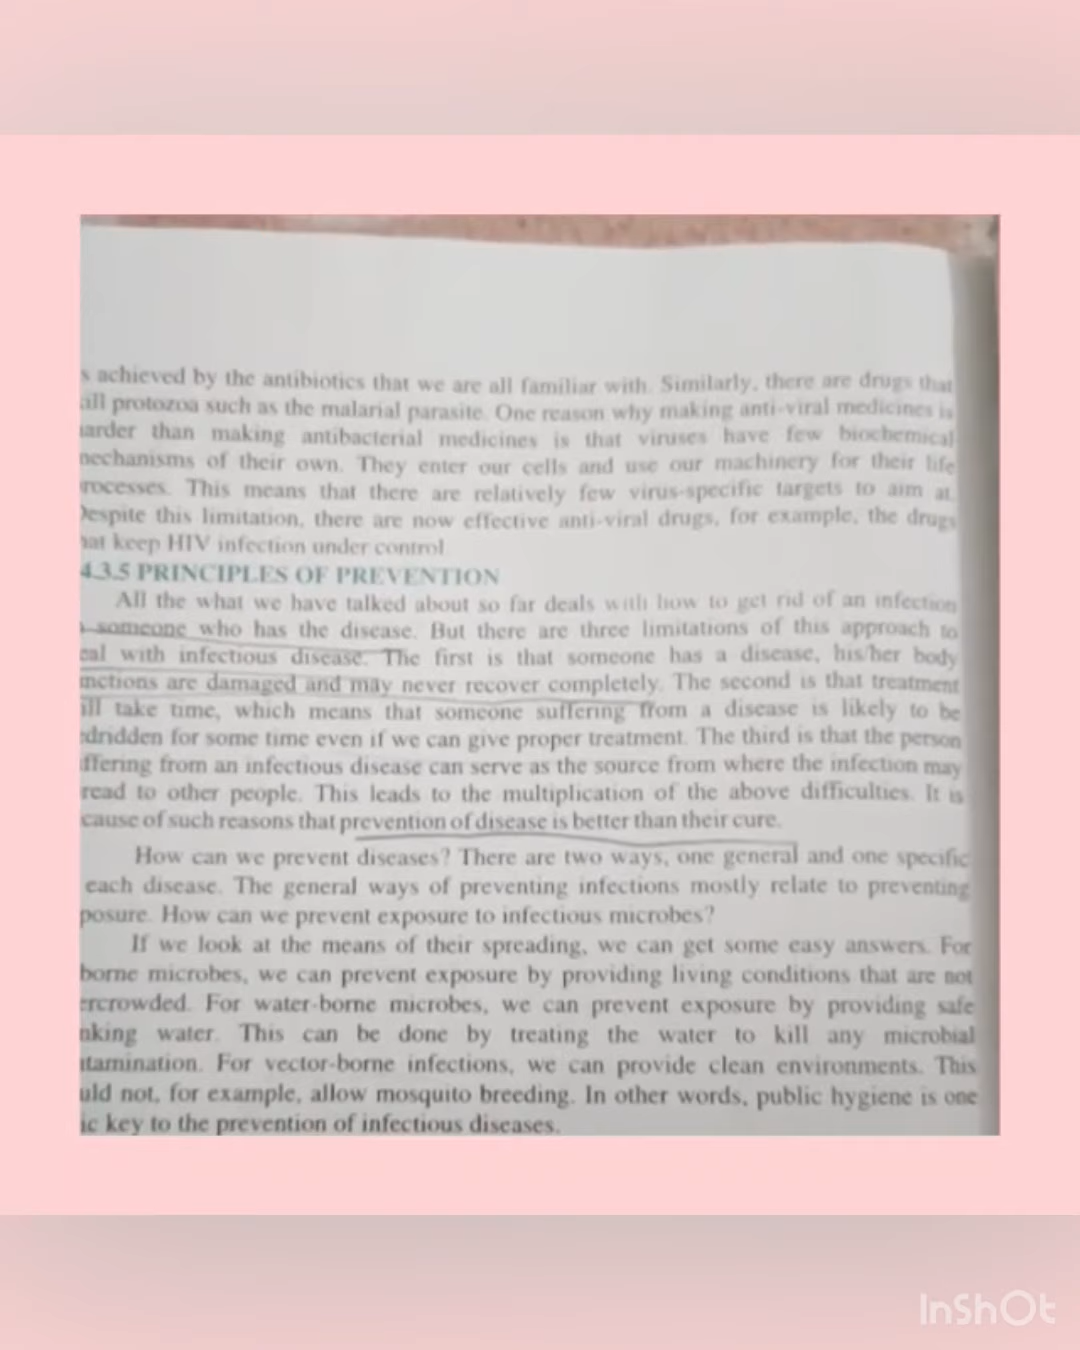 s achieved by the antibiotics that we are all familiar with. Similarly, there are drugs that
ill protozoa such as the malarial parasite. One reason why making anti-viral medicines is
arder than making antibacterial medicines is that viruses have few biochemical
nechanisms of their own. They enter our cells and use our machinery for their life
rocesses. This means that there are relatively few virus-specific targets to aim at.
Despite this limitation, there are now effective anti-viral drugs, for example, the drugs
hat keep HIV infection under control
4.3.5 PRINCIPLES OF PREVENTION
All the what we have talked about so far deals with how to get rid of an infection
someone who has the disease. But there are three limitations of this approach to
eal with infectious disease. The first is that someone has a disease, his/her body
nctions are damaged and may never recover completely. The second is that treatment
ill take time, which means that someone suffering from a disease is likely to be
edridden for some time even if we can give proper treatment. The third is that the person
ffering from an infectious disease can serve as the source from where the infection may
read to other people. This leads to the multiplication of the above difficulties. It is
cause of such reasons that prevention of disease is better than their cure.
How can we prevent diseases? There are two ways, one general and one specific
each disease. The general ways of preventing infections mostly relate to preventing
posure. How can we prevent exposure to infectious microbes?
If we look at the means of their spreading, we can get some easy answers. For
borne microbes, we can prevent exposure by providing living conditions that are not
ercrowded. For water-borne microbes, we can prevent exposure by providing safe
nking water. This can be done by treating the water to kill any microbial
ntamination. For vector-borne infections, we can provide clean environments. This
uld not, for example, allow mosquito breeding. In other words, public hygiene is one
ic key to the prevention of infectious diseases.
InShOt